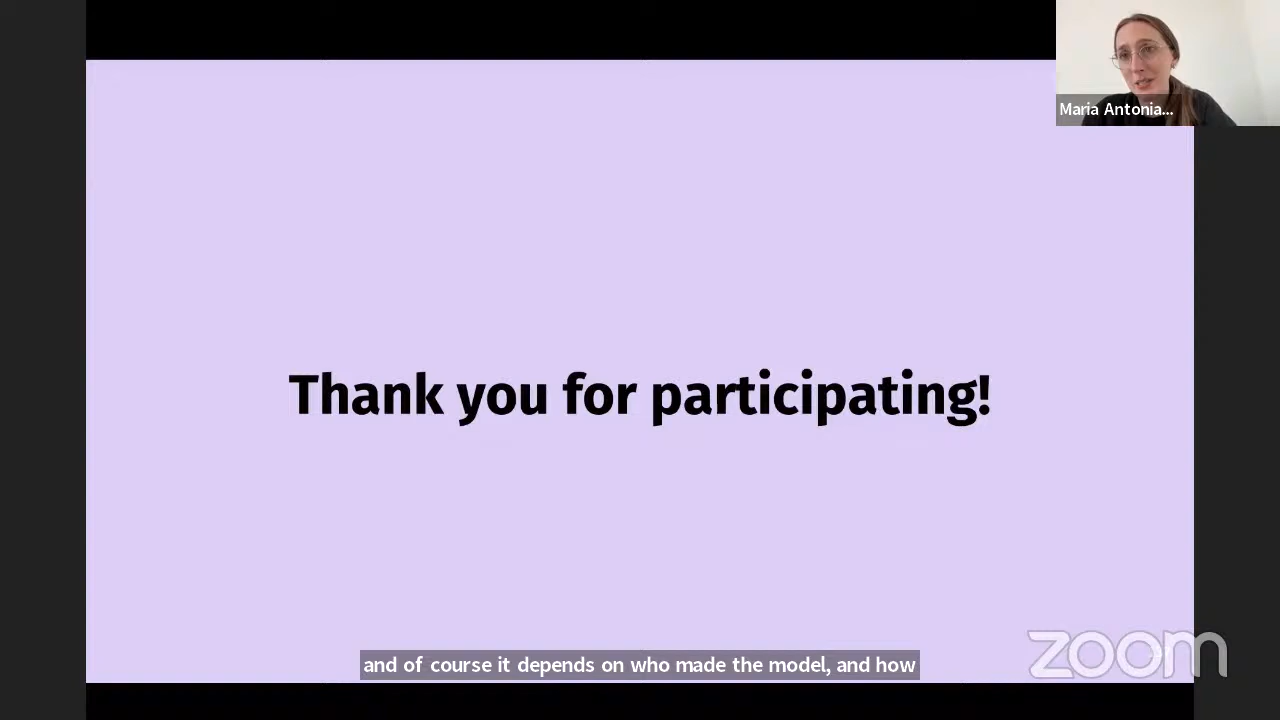 Maria Antonia...
Thank you for participating!
and of course it depends on who made the model, and how
zoom